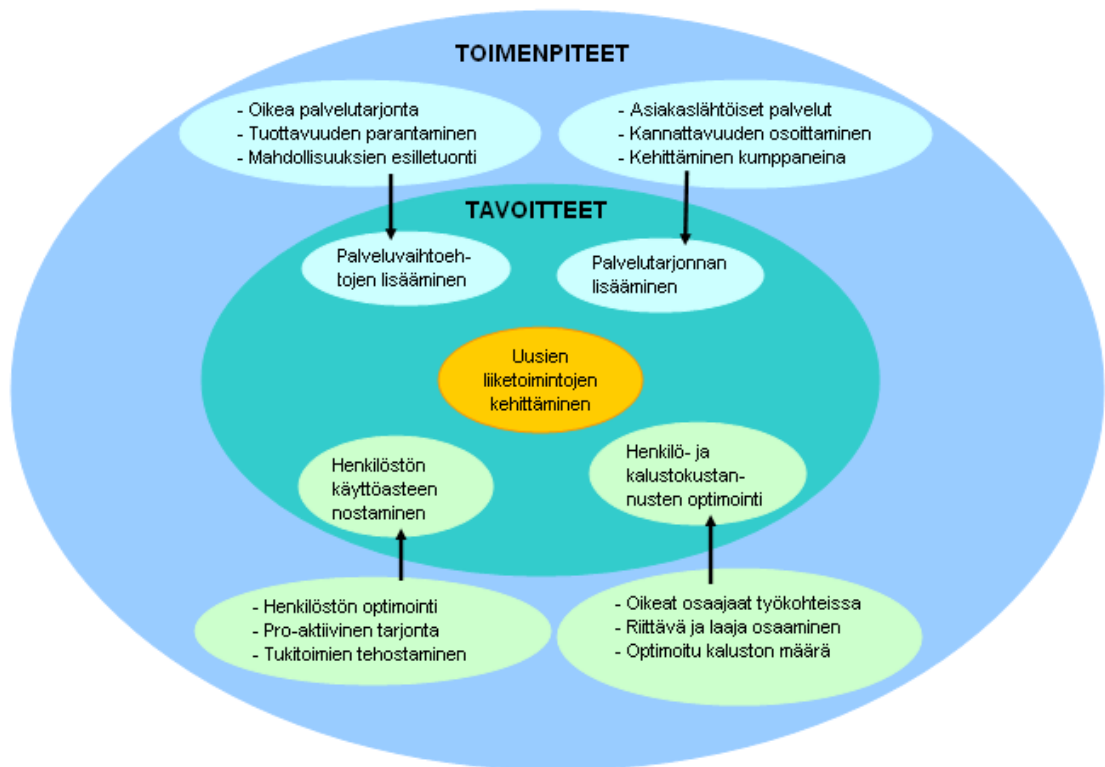 TOIMENPITEET
- Oikea palvelutarjonta
- Tuottavuuden parantaminen
- Mahdollisuuksien esilletuonti
- Asiakaslähtöiset palvelut
- Kannattavuuden osoittaminen
- Kehittäminen kumppaneina
TAVOITTEET
Palveluvaihtoeh-
tojen lisääminen
Palvelutarjonnan
lisääminen
Uusien
liiketoimintojen
kehittäminen
Henkilöstön
käyttöasteen
nostaminen
Henkilö- ja
kalustokustan-
nusten optimointi
- Henkilöstön optimointi
- Pro-aktiivinen tarjonta
- Tukitoimien tehostaminen
- Oikeat osaajaat työkohteissa
- Riittävä ja laaja osaaminen
- Optimoitu kaluston määrä